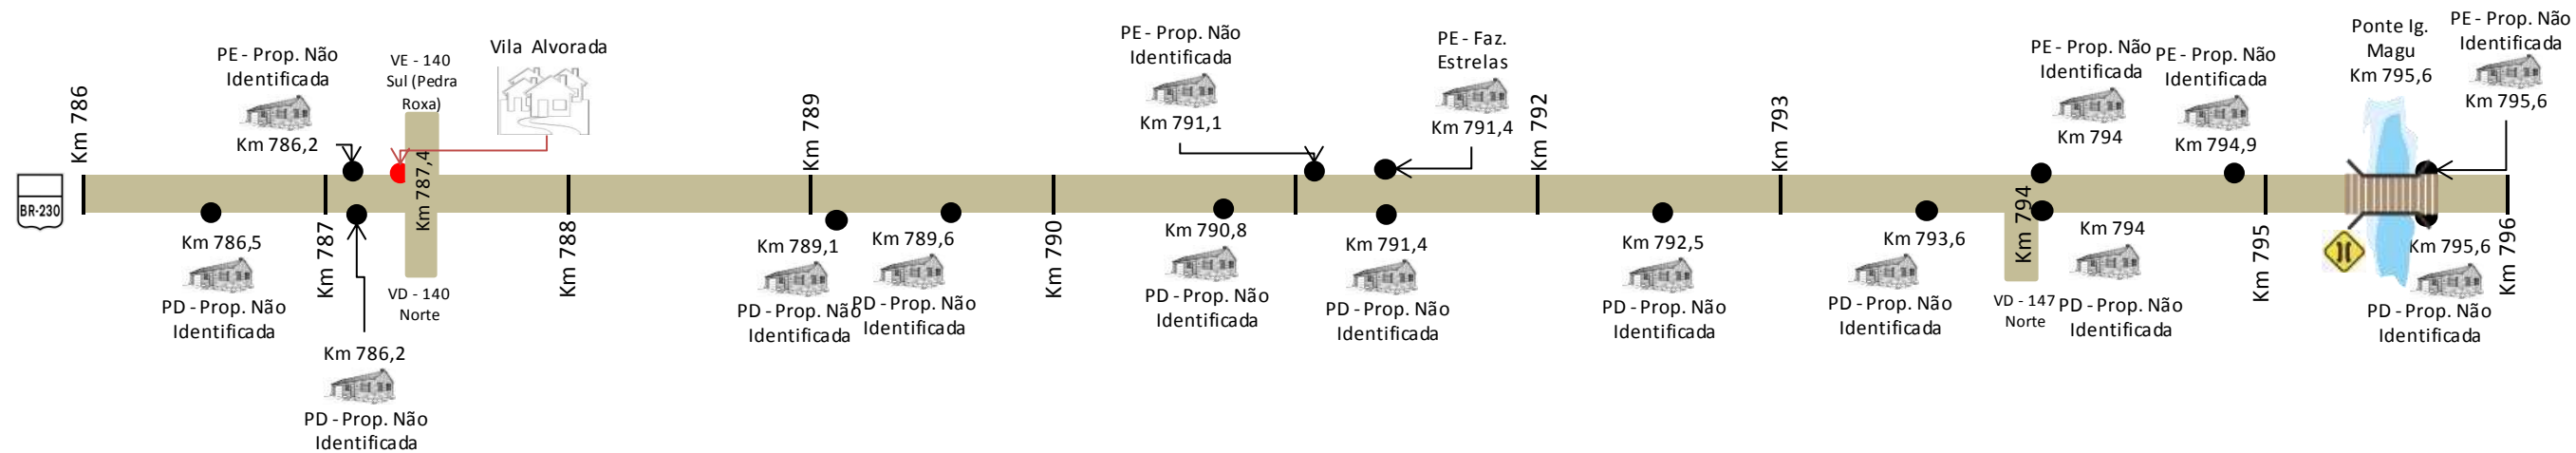 BR-230
Km 786
PE - Prop. Não
Identificada
Km 786,2
VE - 140
Sul (Pedra
Roxa)
Km 787,4
Vila Alvorada
Km 789
PE - Prop. Não
Identificada
Km 791,1
PE - Faz.
Estrelas
Km 791,4
Km 792
Km 793
PE - Prop. Não
Identificada
Km 794
PE - Prop. Não
Identificada
Km 794,9
Ponte Ig.
Magu
Km 795,6
PE - Prop. Não
Identificada
Km 795,6
Km 786,5
PD - Prop. Não
Identificada
Km 787
Km 786,2
PD - Prop. Não
Identificada
VD - 140
Norte
Km 788
Km 789,1
PD - Prop. Não
Identificada
Km 789,6
PD - Prop. Não
Identificada
Km 790
Km 790,8
PD - Prop. Não
Identificada
Km 791,4
PD - Prop. Não
Identificada
Km 792,5
PD - Prop. Não
Identificada
Km 793,6
PD - Prop. Não
Identificada
Km 794
VD - 147
Norte
Km 794
PD - Prop. Não
Identificada
Km 795
Km 795,6
PD - Prop. Não
Identificada
Km 796